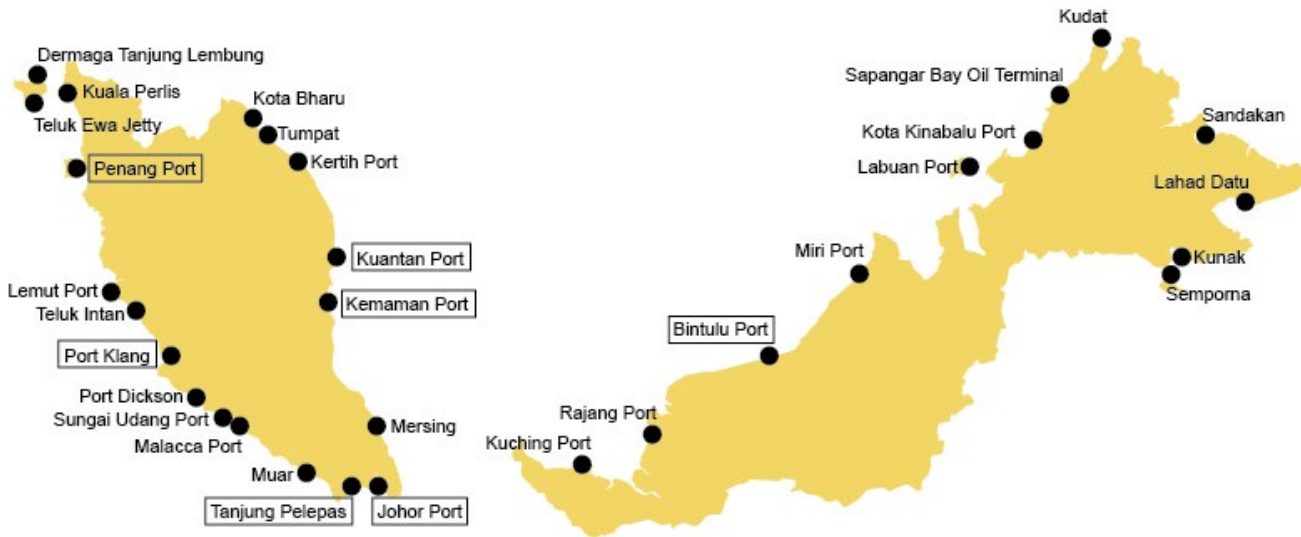 Dermaga Tanjung Lembung
Kuala Perlis
Teluk Ewa Jetty
Penang Port
Kota Bharu
Tumpat
Kertih Port
Kuantan Port
Kemaman Port
Lemut Port
Teluk Intan
Port Klang
Port Dickson
Sungai Udang Port
Malacca Port
Mersing
Muar
Tanjung Pelepas
Johor Port
Kudat
Sapangar Bay Oil Terminal
Sandakan
Kota Kinabalu Port
Labuan Port
Lahad Datu
Miri Port
Kunak
Semporna
Bintulu Port
Rajang Port
Kuching Port